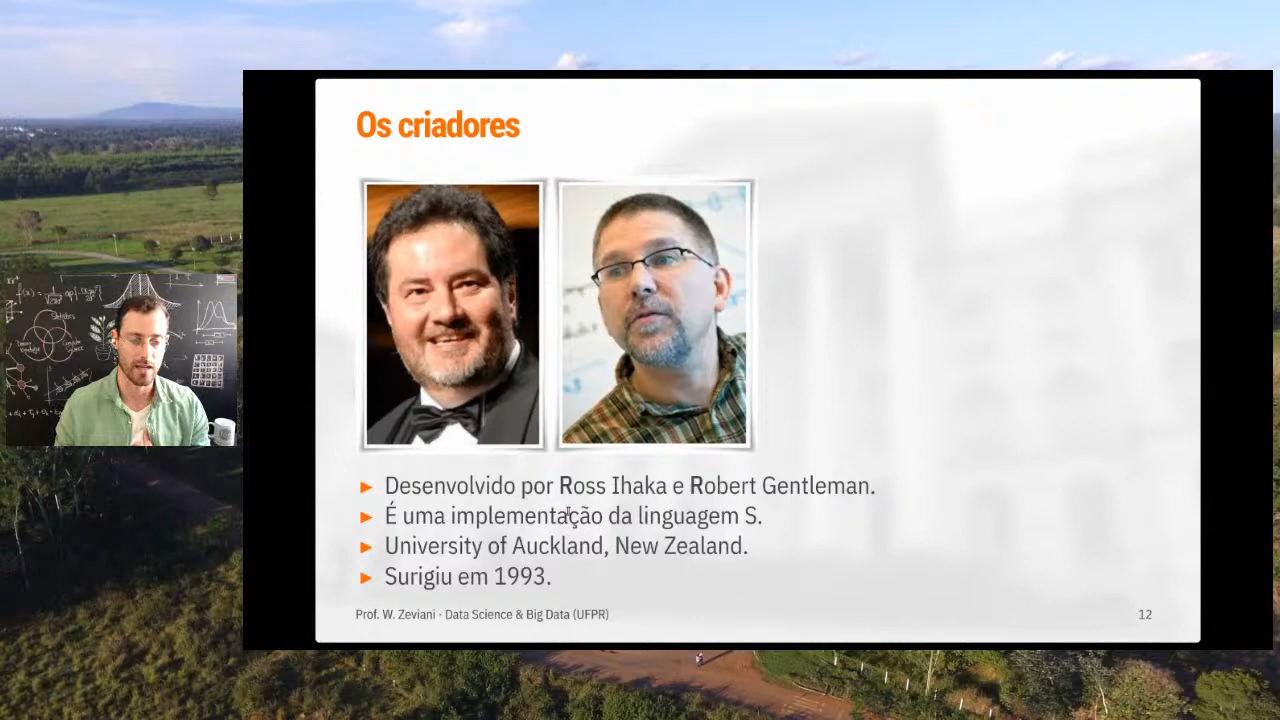 Os criadores
Desenvolvido por Ross Ihaka e Robert Gentleman.
É uma implementação da linguagem S.
University of Auckland, New Zealand.
Surigiu em 1993.
Prof. W. Zeviani · Data Science & Big Data (UFPR)
12
Statistics